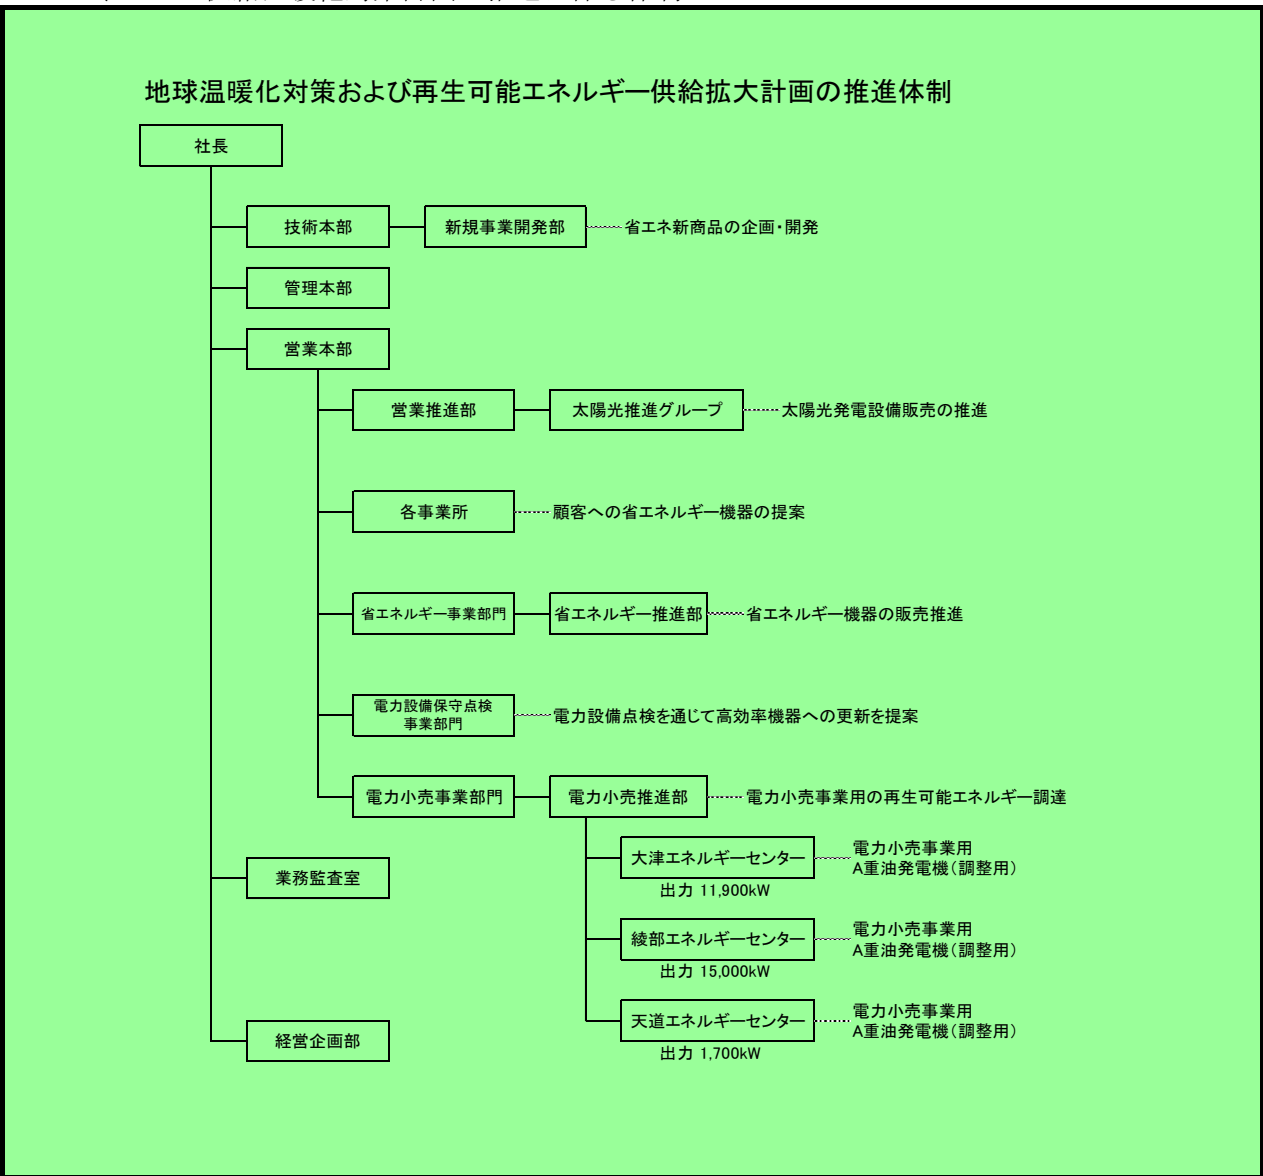 地球温暖化対策および再生可能エネルギー供給拡大計画の推進体制
社長
技術本部
新規事業開発部
省エネ新商品の企画・開発
管理本部
営業本部
営業推進部
太陽光推進グループ
太陽光発電設備販売の推進
各事業所
顧客への省エネルギー機器の提案
省エネルギー事業部門
省エネルギー推進部
省エネルギー機器の販売推進
電力設備保守点検
事業部門
電力設備点検を通じて高効率機器への更新を提案
電力小売事業部門
電力小売推進部
電力小売事業用の再生可能エネルギー調達
大津エネルギーセンター
電力小売事業用
A重油発電機(調整用)
出力 11,900kW
業務監査室
綾部エネルギーセンター
電力小売事業用
A重油発電機(調整用)
出力 15,000kW
天道エネルギーセンター
電力小売事業用
A重油発電機(調整用)
出力 1,700kW
経営企画部